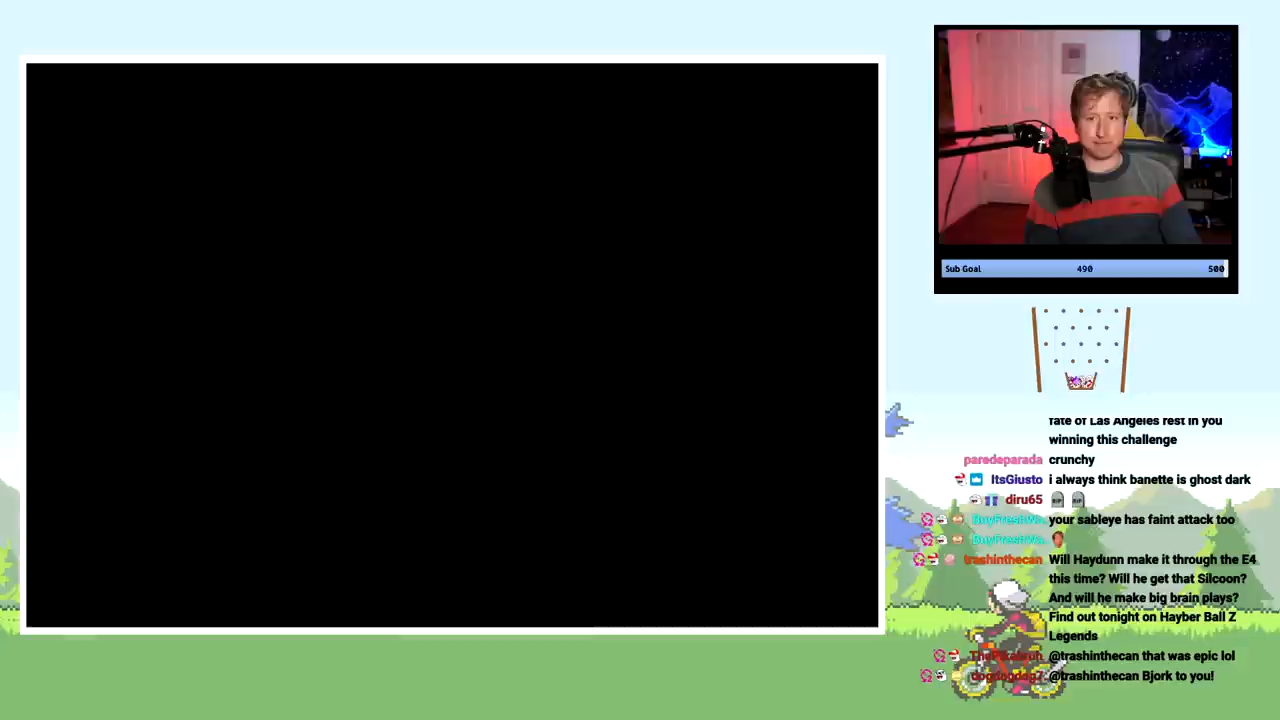 Sub Goal 490 500
fate of Las Angeles rest in you
winning this challenge
paredeparada crunchy
ItsGiusto i always think banette is ghost dark
diru65 RIP RIP
your sableye has faint attack too
trashinthecan Will Haydunn make it through the E4
this time? Will he get that Silcoon?
And will he make big brain plays?
Find out tonight on Hayber Ball Z
Legends
@trashinthecan that was epic lol
dogdogdog7 @trashinthecan Bjork to you!